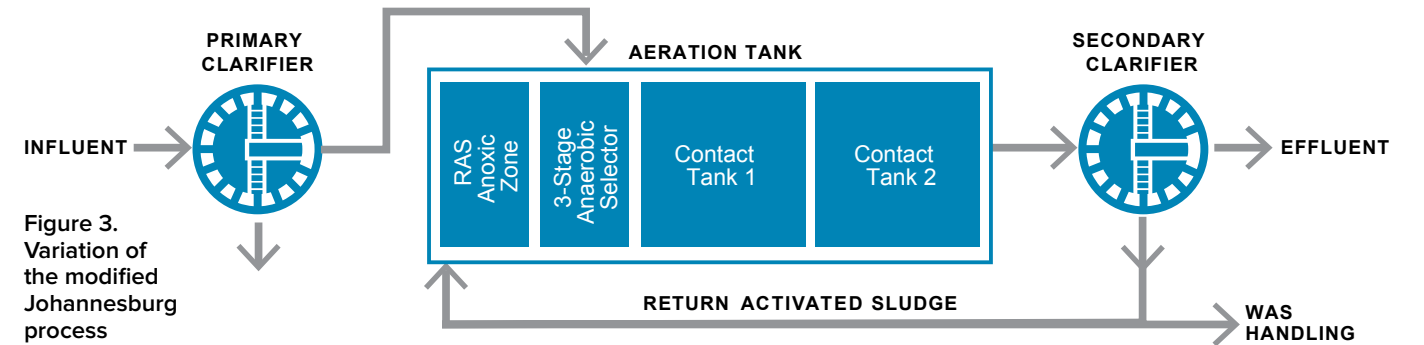 PRIMARY
CLARIFIER
AERATION TANK
SECONDARY
CLARIFIER
INFLUENT
RAS
Anoxic
Zone
3-Stage
Anaerobic
Selector
Contact
Tank 1
Contact
Tank 2
EFFLUENT
Figure 3.
Variation of
the modified
Johannesburg
process
RETURN ACTIVATED SLUDGE
WAS
HANDLING